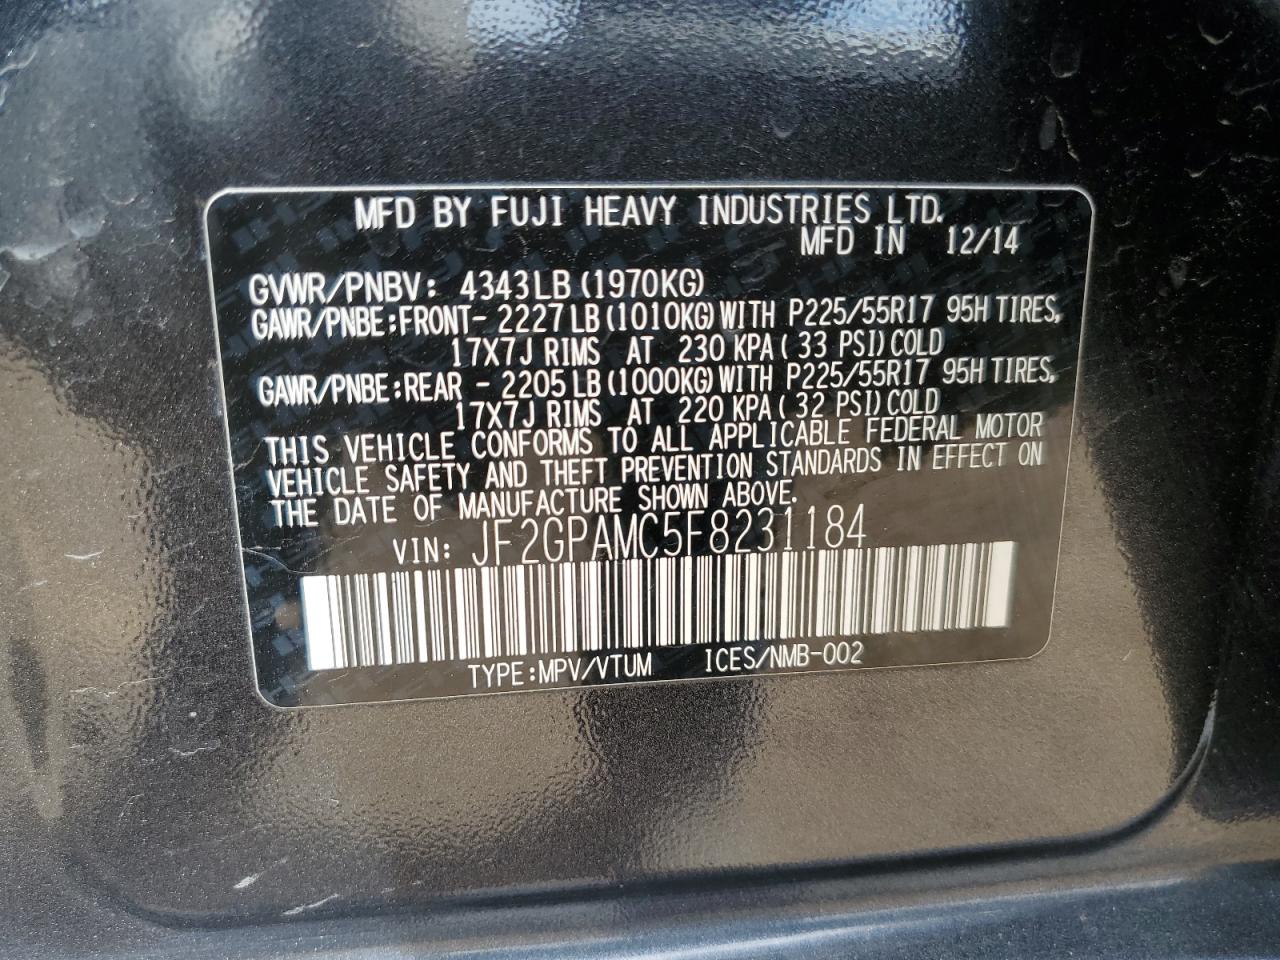 MFD BY FUJI HEAVY INDUSTRIES LTD.
MFD IN 12/14
GVWR/PNBV: 4343LB (1970KG)
GAWR/PNBE:FRONT- 2227 LB (1010KG) WITH P225/55R17 95H TIRES,
17X7J RIMS AT 230 KPA ( 33 PSI) COLD
GAWR/PNBE:REAR - 2205 LB (1000KG) WITH P225/55R17 95H TIRES,
17X7J RIMS AT 220 KPA ( 32 PSI) COLD
THIS VEHICLE CONFORMS TO ALL APPLICABLE FEDERAL MOTOR
VEHICLE SAFETY AND THEFT PREVENTION STANDARDS IN EFFECT ON
THE DATE OF MANUFACTURE SHOWN ABOVE.
VIN: JF2GPAMC5F8231184
TYPE:MPV/VTUM ICES/NMB-002